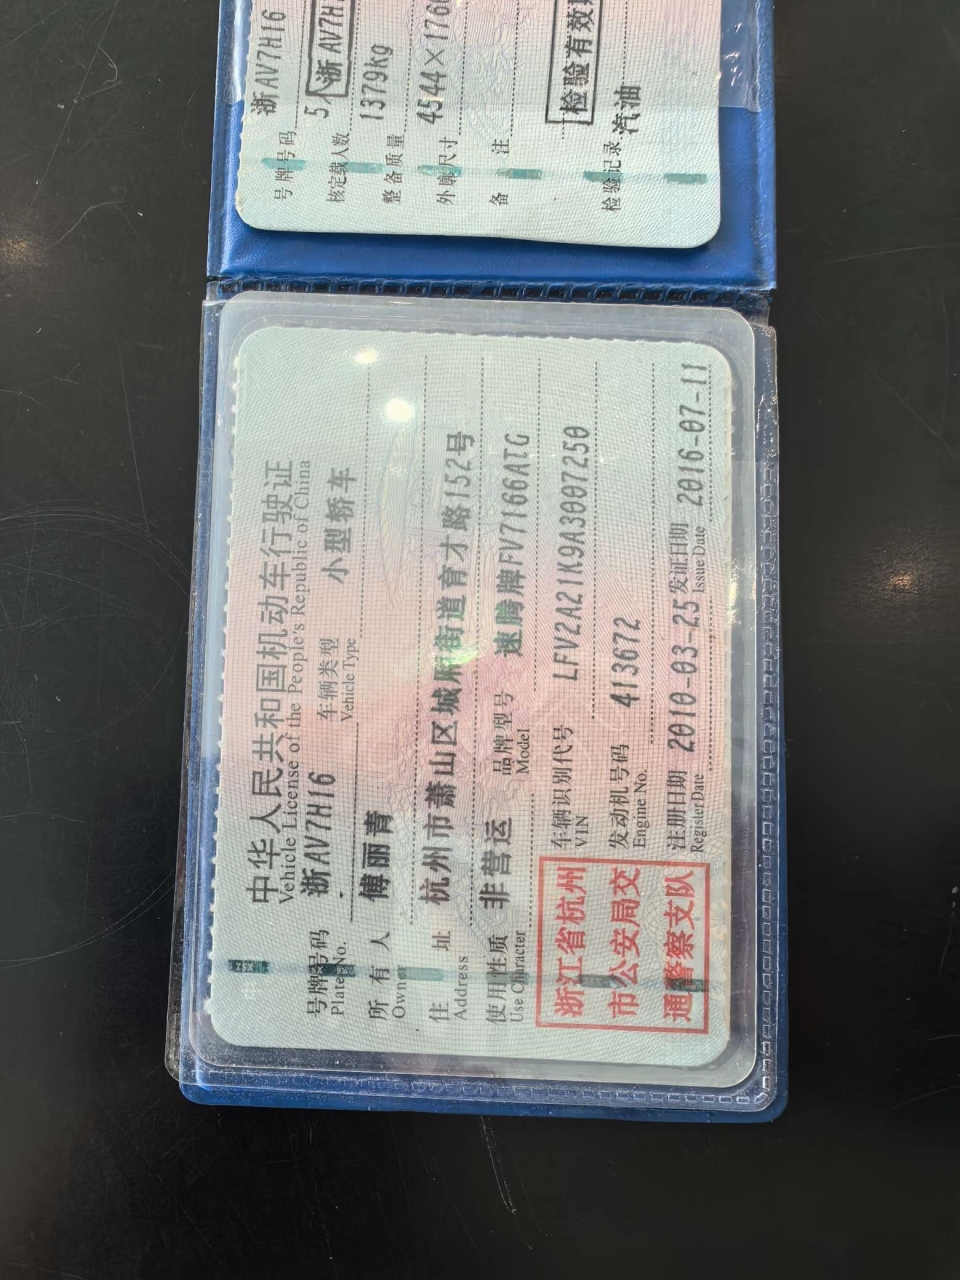 中华人民共和国机动车行驶证
Vehicle License of the People's Republic of China
号牌号码 浙AV7H16 车辆类型 小型轿车
Plate No. Vehicle Type
所有人 傅丽青
Owner
住址 杭州市萧山区城厢街道育才路152号
Address
使用性质 非营运 品牌型号 速腾牌FV7166ATG
Use Character Model
浙江省杭州
市公安局交
通警察支队
车辆识别代号 LFV2A21K9A3007250
VIN
发动机号码 413672
Engine No.
注册日期 2010-03-25 发证日期 2016-07-11
Register Date Issue Date
号牌号码 浙AV7H16
核定载人数 5人
浙AV7H
整备质量 1379kg
外廓尺寸 4544×176
备注
检验有效期
检验记录 汽油